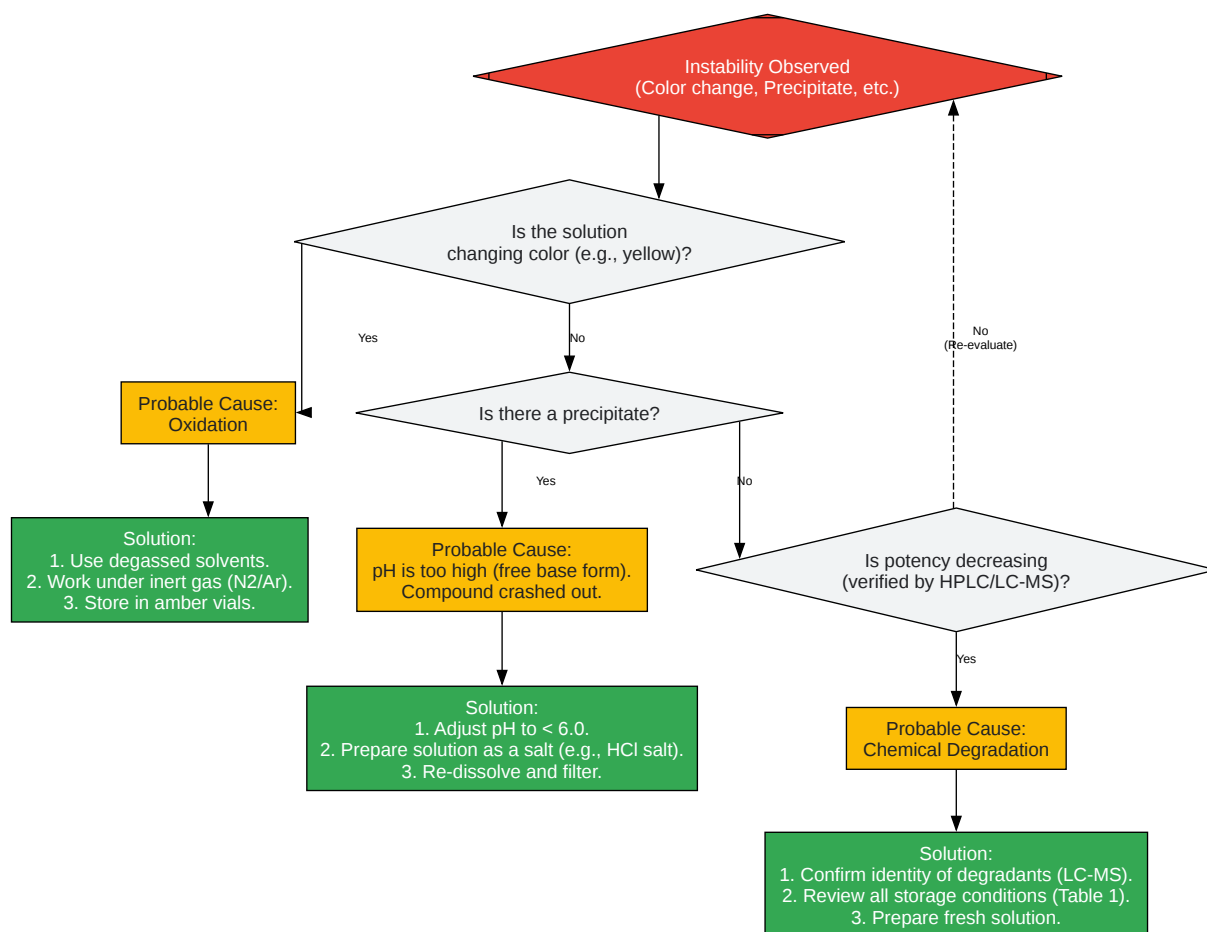 Instability Observed
(Color change, Precipitate, etc.)
Is the solution
changing color (e.g., yellow)?
Yes
No
No
(Re-evaluate)
Probable Cause:
Oxidation
Is there a precipitate?
Yes
No
Solution:
1. Use degassed solvents.
2. Work under inert gas (N2/Ar).
3. Store in amber vials.
Probable Cause:
pH is too high (free base form).
Compound crashed out.
Is potency decreasing
(verified by HPLC/LC-MS)?
Yes
Solution:
1. Adjust pH to < 6.0.
2. Prepare solution as a salt (e.g., HCl salt).
3. Re-dissolve and filter.
Probable Cause:
Chemical Degradation
Solution:
1. Confirm identity of degradants (LC-MS).
2. Review all storage conditions (Table 1).
3. Prepare fresh solution.